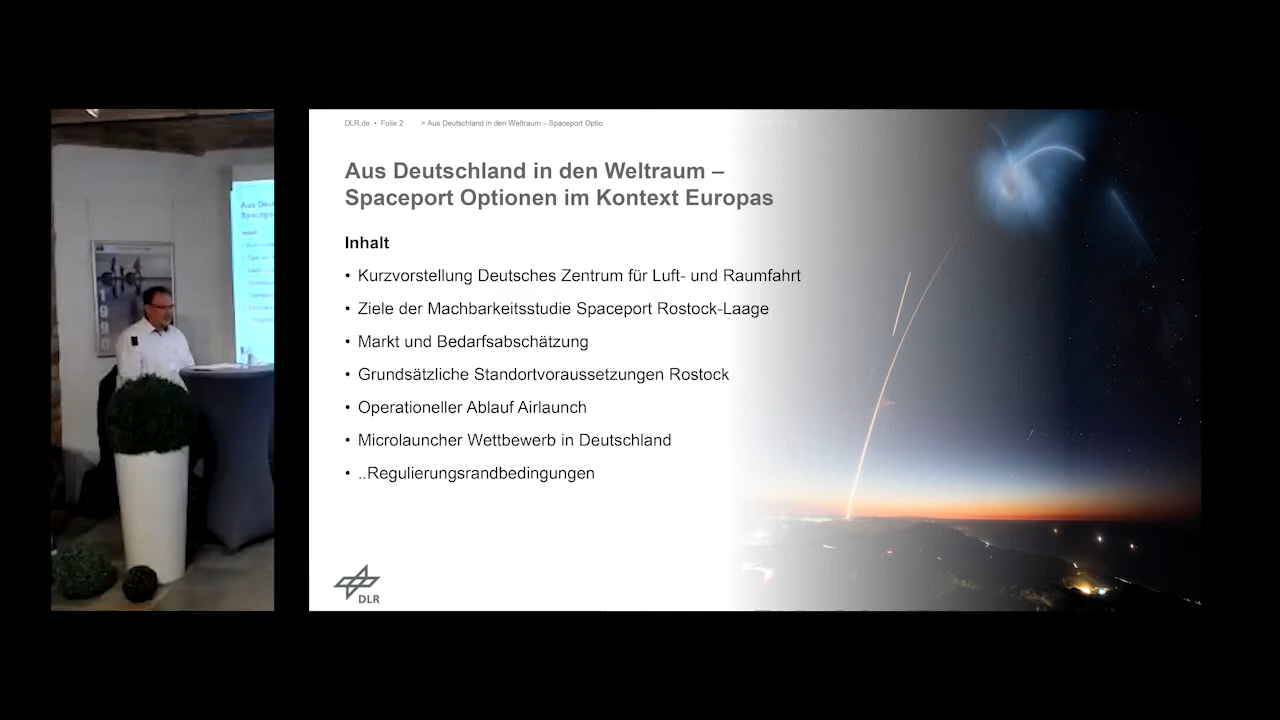 DLR.de • Folie 2 > Aus Deutschland in den Weltraum – Spaceport Optio
Aus Deutschland in den Weltraum –
Spaceport Optionen im Kontext Europas
Inhalt
• Kurzvorstellung Deutsches Zentrum für Luft- und Raumfahrt
• Ziele der Machbarkeitsstudie Spaceport Rostock-Laage
• Markt und Bedarfsabschätzung
• Grundsätzliche Standortvoraussetzungen Rostock
• Operationeller Ablauf Airlaunch
• Microlauncher Wettbewerb in Deutschland
• ..Regulierungsrandbedingungen
DLR
1990